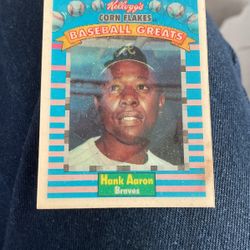 Kellogg's
CORN FLAKES
BASEBALL GREATS
A
Hank Aaron
Braves